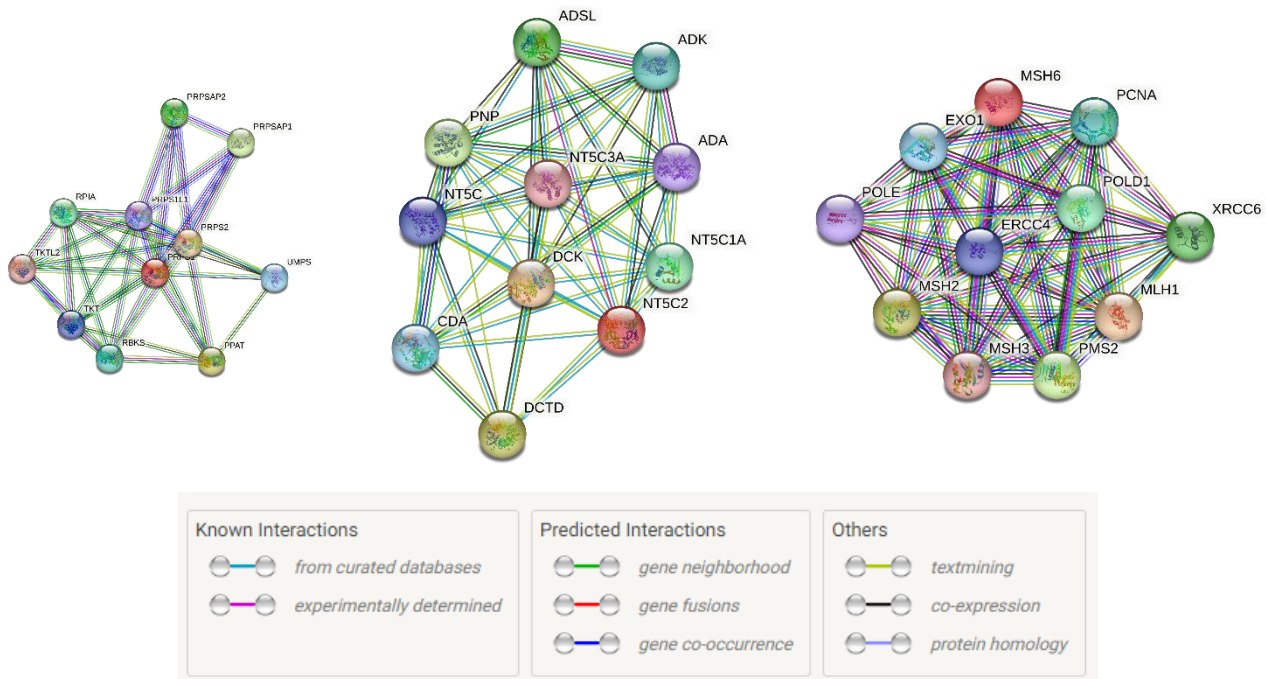 PRPSAP2
PRPSAP1
RPIA
PRPS1L1
PRPS2
TKTL2
PRPS1
UMPS
TKT
RBKS
PPAT
ADSL
ADK
PNP
ADA
NT5C3A
NT5C
NT5C1A
DCK
NT5C2
CDA
DCTD
MSH6
PCNA
EXO1
POLE
POLD1
XRCC6
ERCC4
MSH2
MLH1
MSH3
PMS2
Known Interactions
from curated databases
experimentally determined
Predicted Interactions
gene neighborhood
gene fusions
gene co-occurrence
Others
textmining
co-expression
protein homology